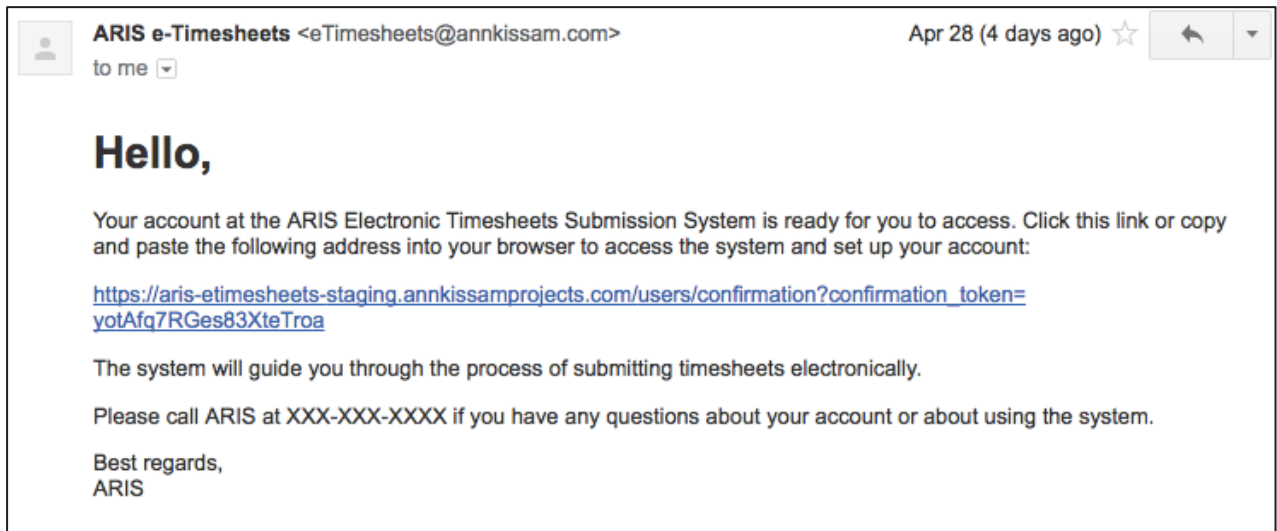 ARIS e-Timesheets <eTimesheets@annkissam.com>
Apr 28 (4 days ago)
to me
Hello,
Your account at the ARIS Electronic Timesheets Submission System is ready for you to access. Click this link or copy
and paste the following address into your browser to access the system and set up your account:
https://aris-etimesheets-staging.annkissamprojects.com/users/confirmation?confirmation_token=
yotAfq7RGes83XteTroa
The system will guide you through the process of submitting timesheets electronically.
Please call ARIS at XXX-XXX-XXXX if you have any questions about your account or about using the system.
Best regards,
ARIS